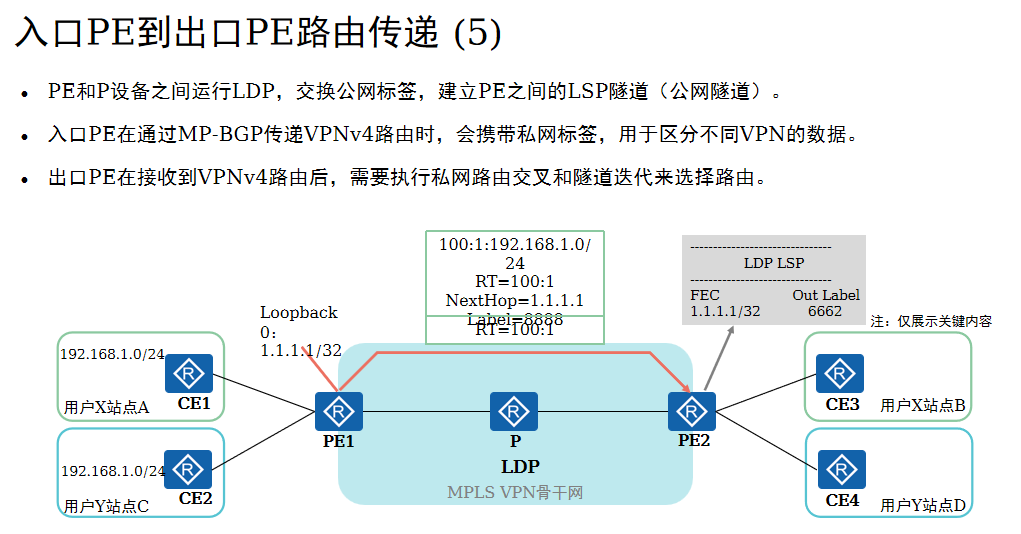 入口PE到出口PE路由传递 (5)
• PE和P设备之间运行LDP，交换公网标签，建立PE之间的LSP隧道（公网隧道）。
• 入口PE在通过MP-BGP传递VPNv4路由时，会携带私网标签，用于区分不同VPN的数据。
• 出口PE在接收到VPNv4路由后，需要执行私网路由交叉和隧道迭代来选择路由。
100:1:192.168.1.0/
24
RT=100:1
NextHop=1.1.1.1
Label=8888
RT=100:1
-------------------------------
LDP LSP
-------------------------------
FEC Out Label
1.1.1.1/32 6662
注：仅展示关键内容
Loopback
0：
1.1.1.1/32
192.168.1.0/24
R
CE1
用户X站点A
192.168.1.0/24
R
CE2
用户Y站点C
R
PE1
R
P
R
PE2
LDP
MPLS VPN骨干网
R
CE3
用户X站点B
R
CE4
用户Y站点D